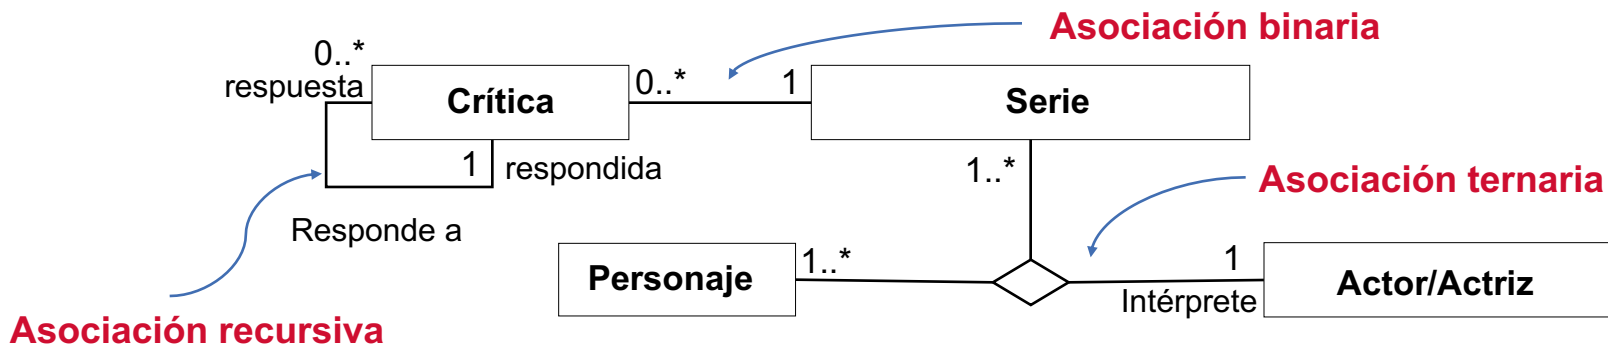 Asociación binaria
0..*
respuesta
Crítica
0..*
1
Serie
1
respondida
1..*
Asociación ternaria
Responde a
Personaje
1..*
1
Intérprete
Actor/Actriz
Asociación recursiva